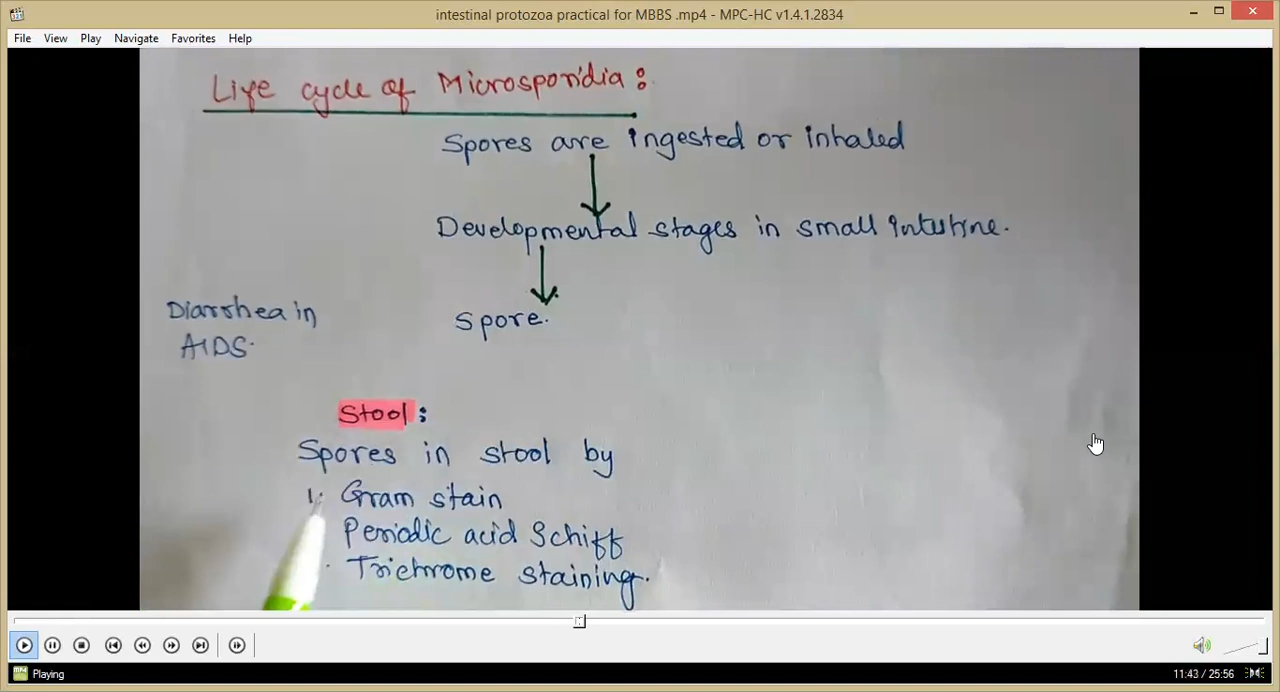 intestinal protozoa practical for MBBS .mp4 - MPC-HC v1.4.1.2834
File View Play Navigate Favorites Help
Life cycle of Microsporidia:
Spores are ingested or inhaled
Developmental stages in small intestine.
Spore.
Diarrhea in
AIDS.
Stool:
Spores in stool by
1. Gram stain
Periodic acid Schiff
Trichrome staining.
Playing 11:43 / 25:56